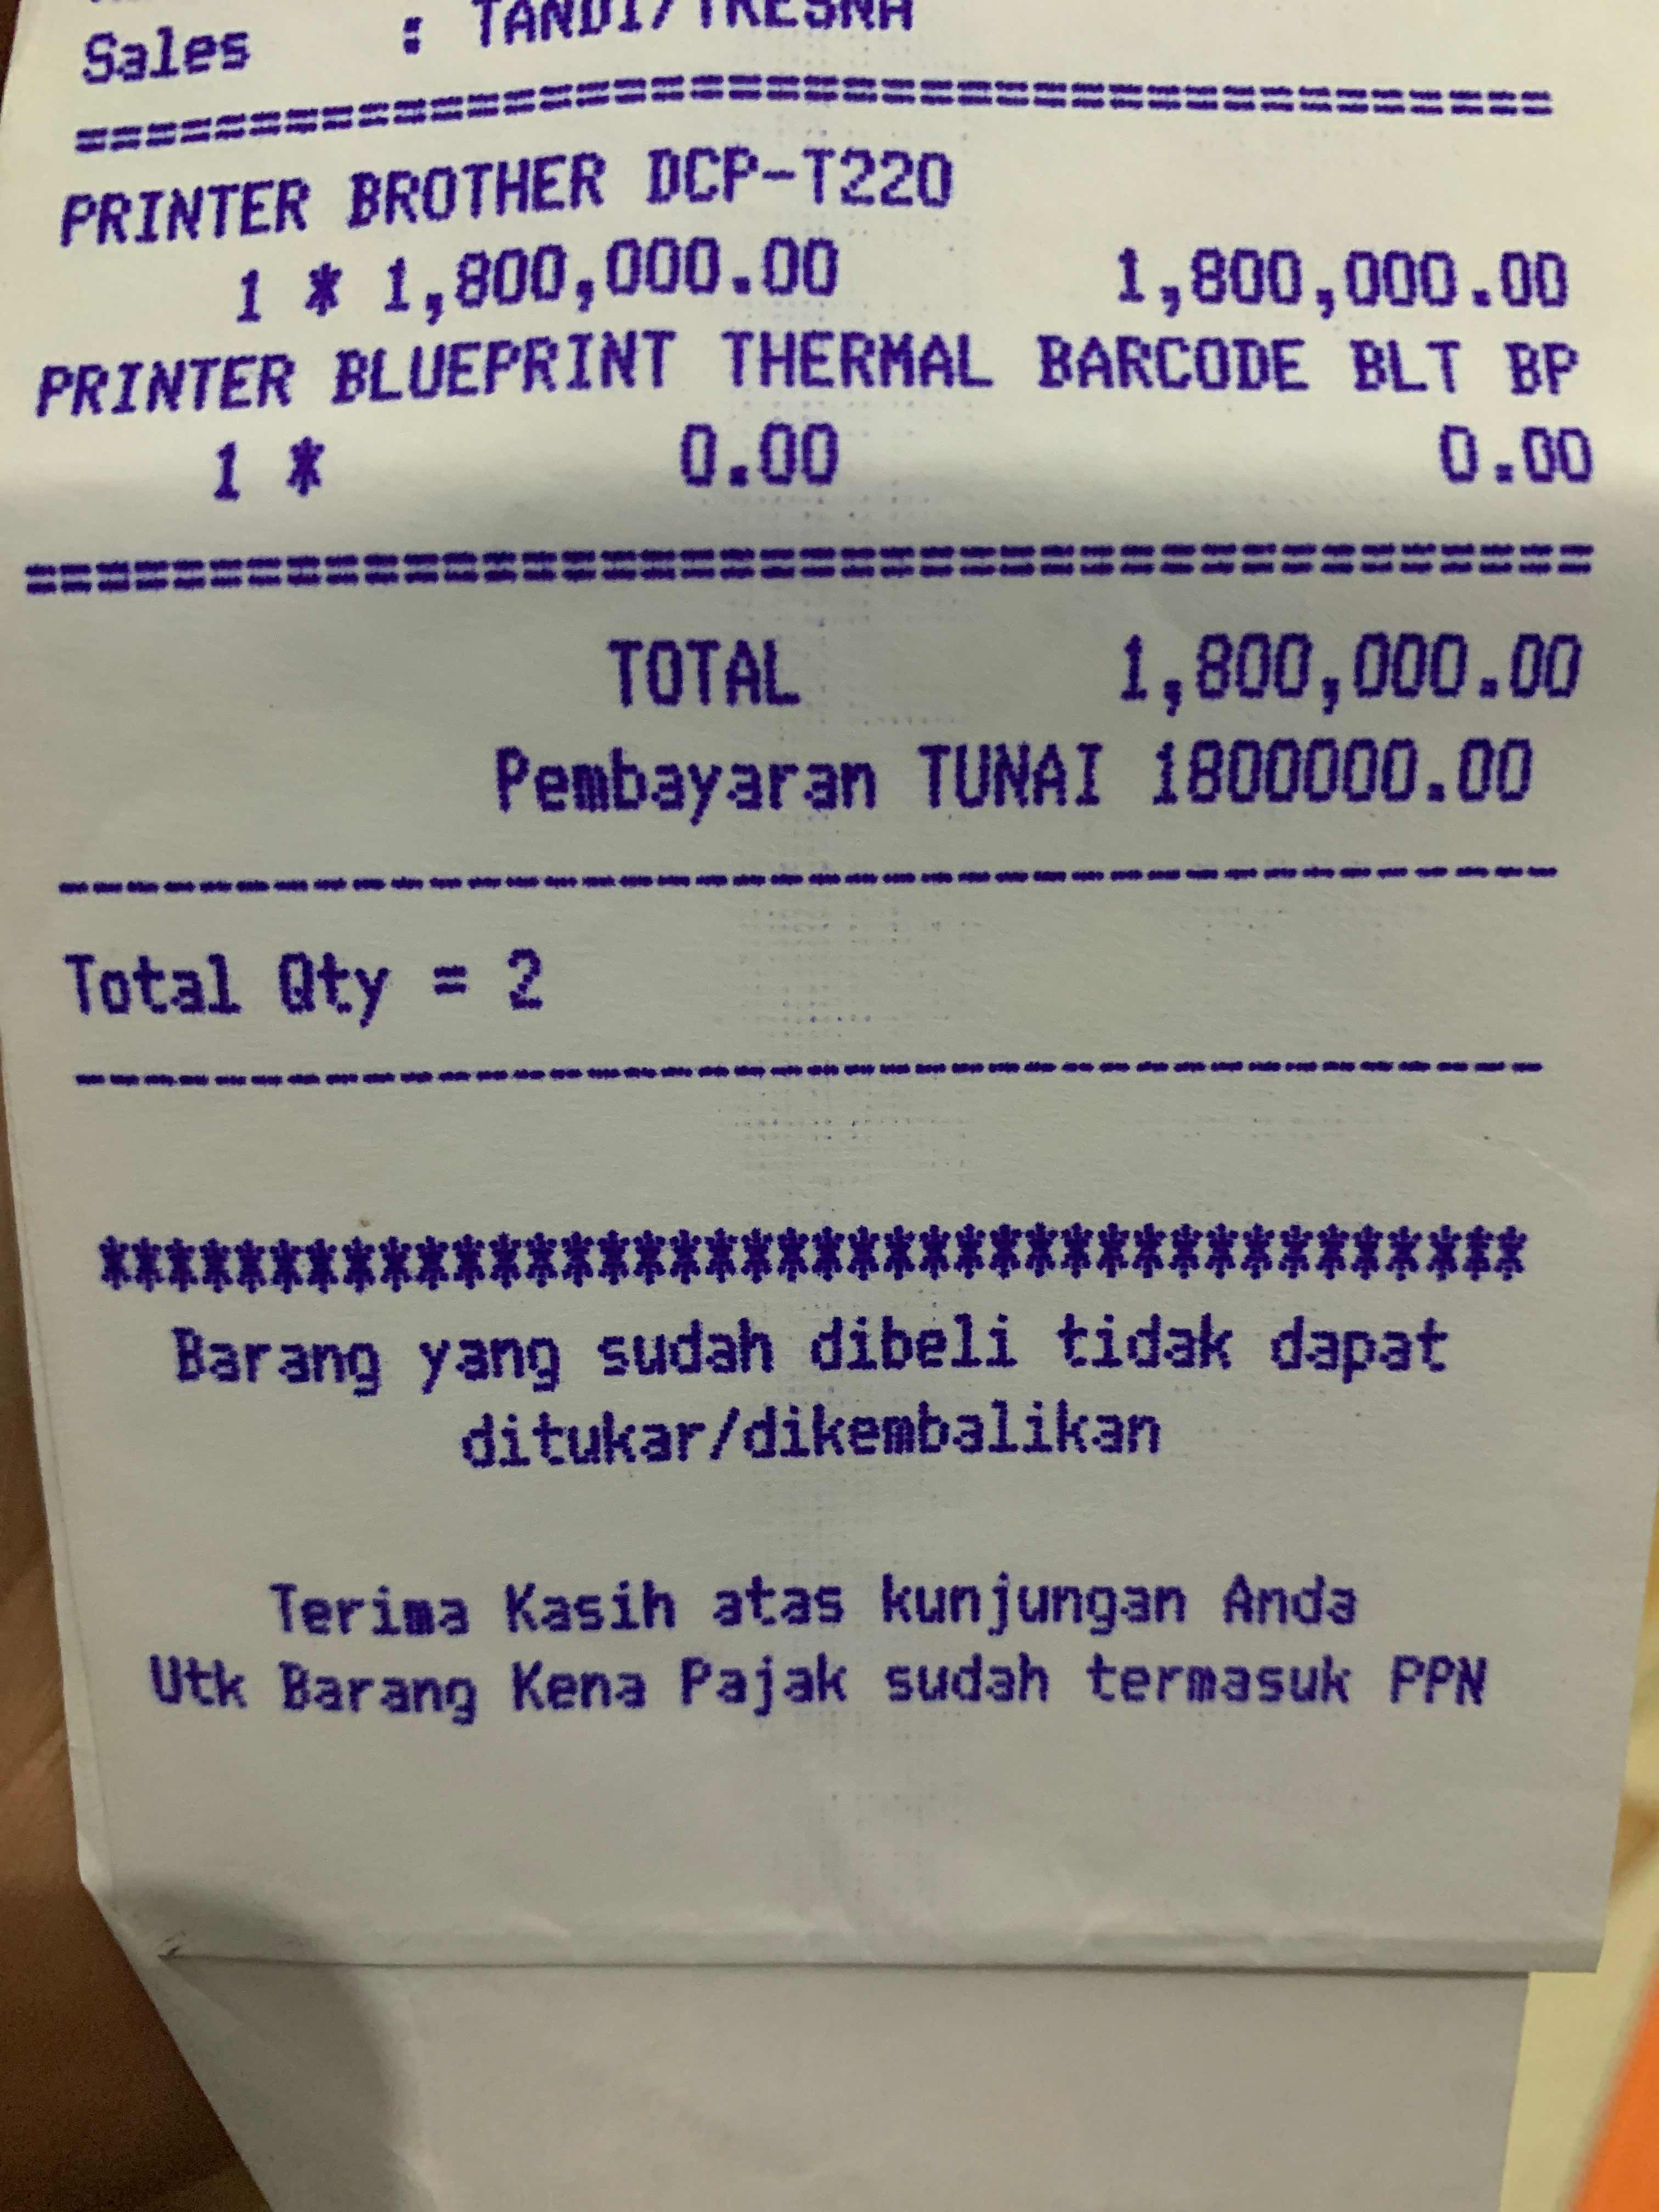 Sales : TANDI/TRESNA
========================================
PRINTER BROTHER DCP-T220
1 * 1,800,000.00 1,800,000.00
PRINTER BLUEPRINT THERMAL BARCODE BLT BP
1 * 0.00 0.00
========================================
TOTAL 1,800,000.00
Pembayaran TUNAI 1800000.00
----------------------------------------
Total Qty = 2
----------------------------------------
****************************************
Barang yang sudah dibeli tidak dapat
ditukar/dikembalikan
Terima Kasih atas kunjungan Anda
Utk Barang Kena Pajak sudah termasuk PPN